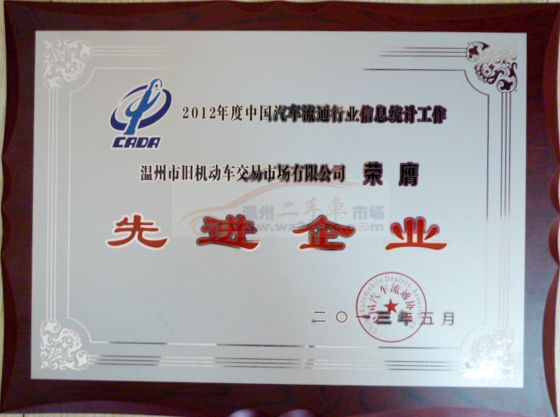 CADA
2012年度中国汽车流通行业信息统计工作
温州市旧机动车交易市场有限公司 荣膺
温州二手车市场
先进企业
二〇一三年五月